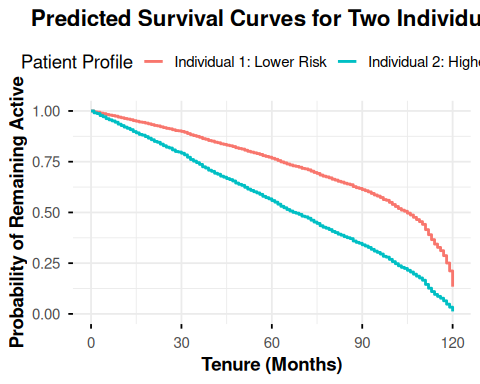 Predicted Survival Curves for Two Individu
Patient Profile Individual 1: Lower Risk Individual 2: Highe
Probability of Remaining Active
1.00
0.75
0.50
0.25
0.00
0 30 60 90 120
Tenure (Months)